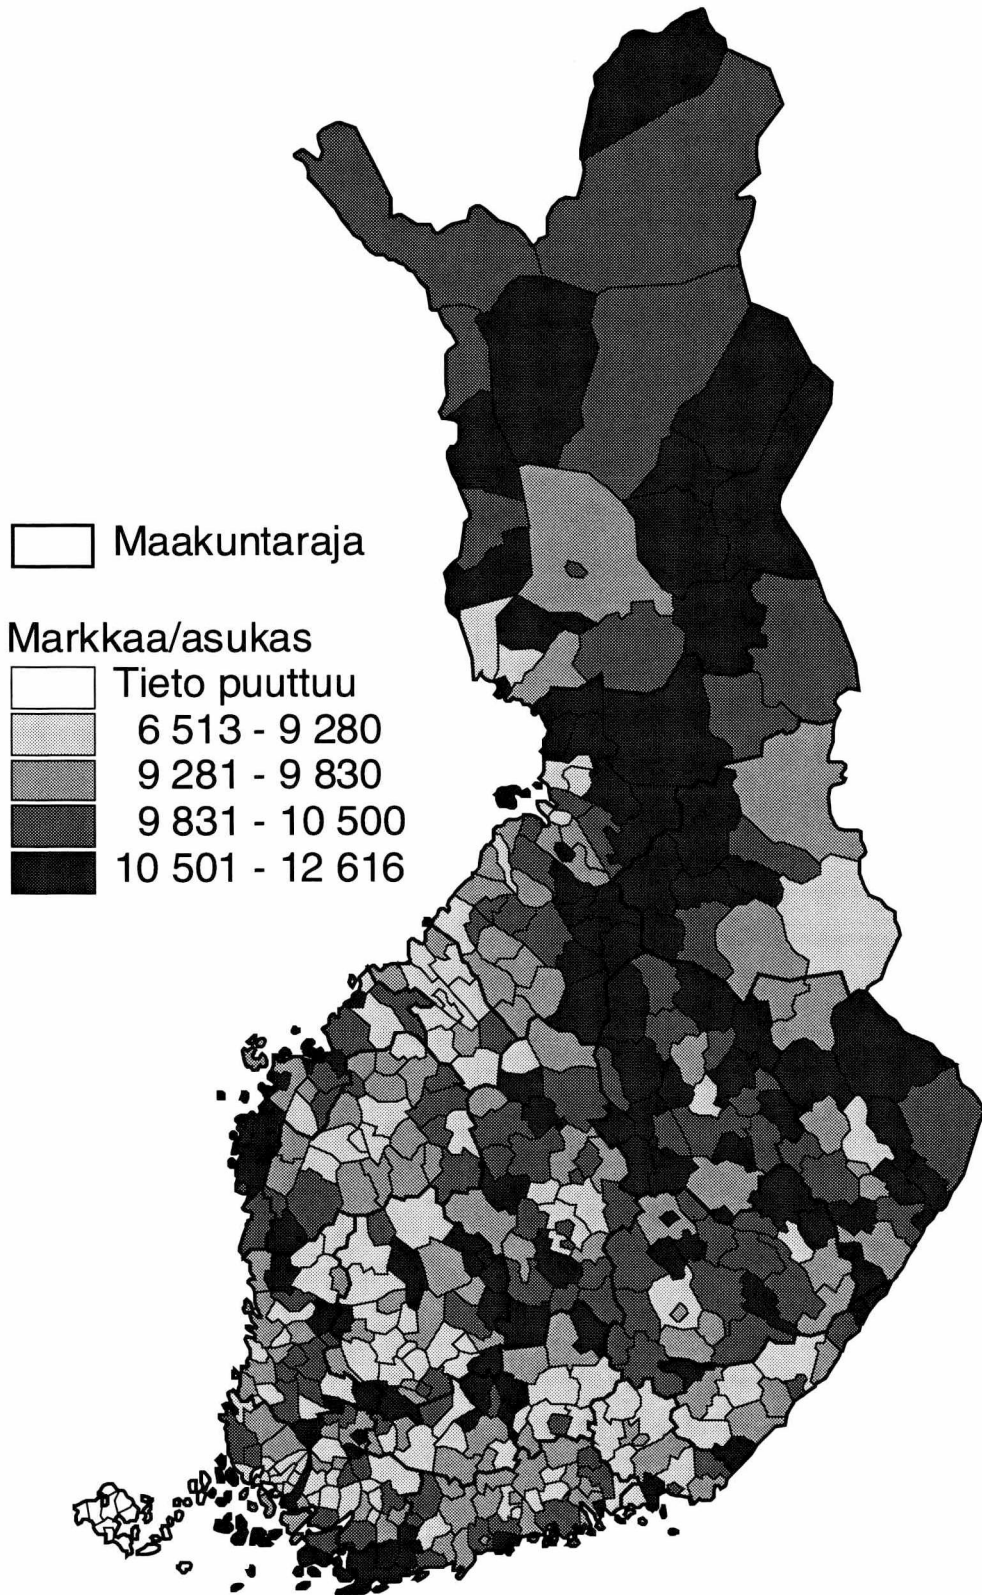 Maakuntaraja
Markkaa/asukas
Tieto puuttuu
6 513 - 9 280
9 281 - 9 830
9 831 - 10 500
10 501 - 12 616